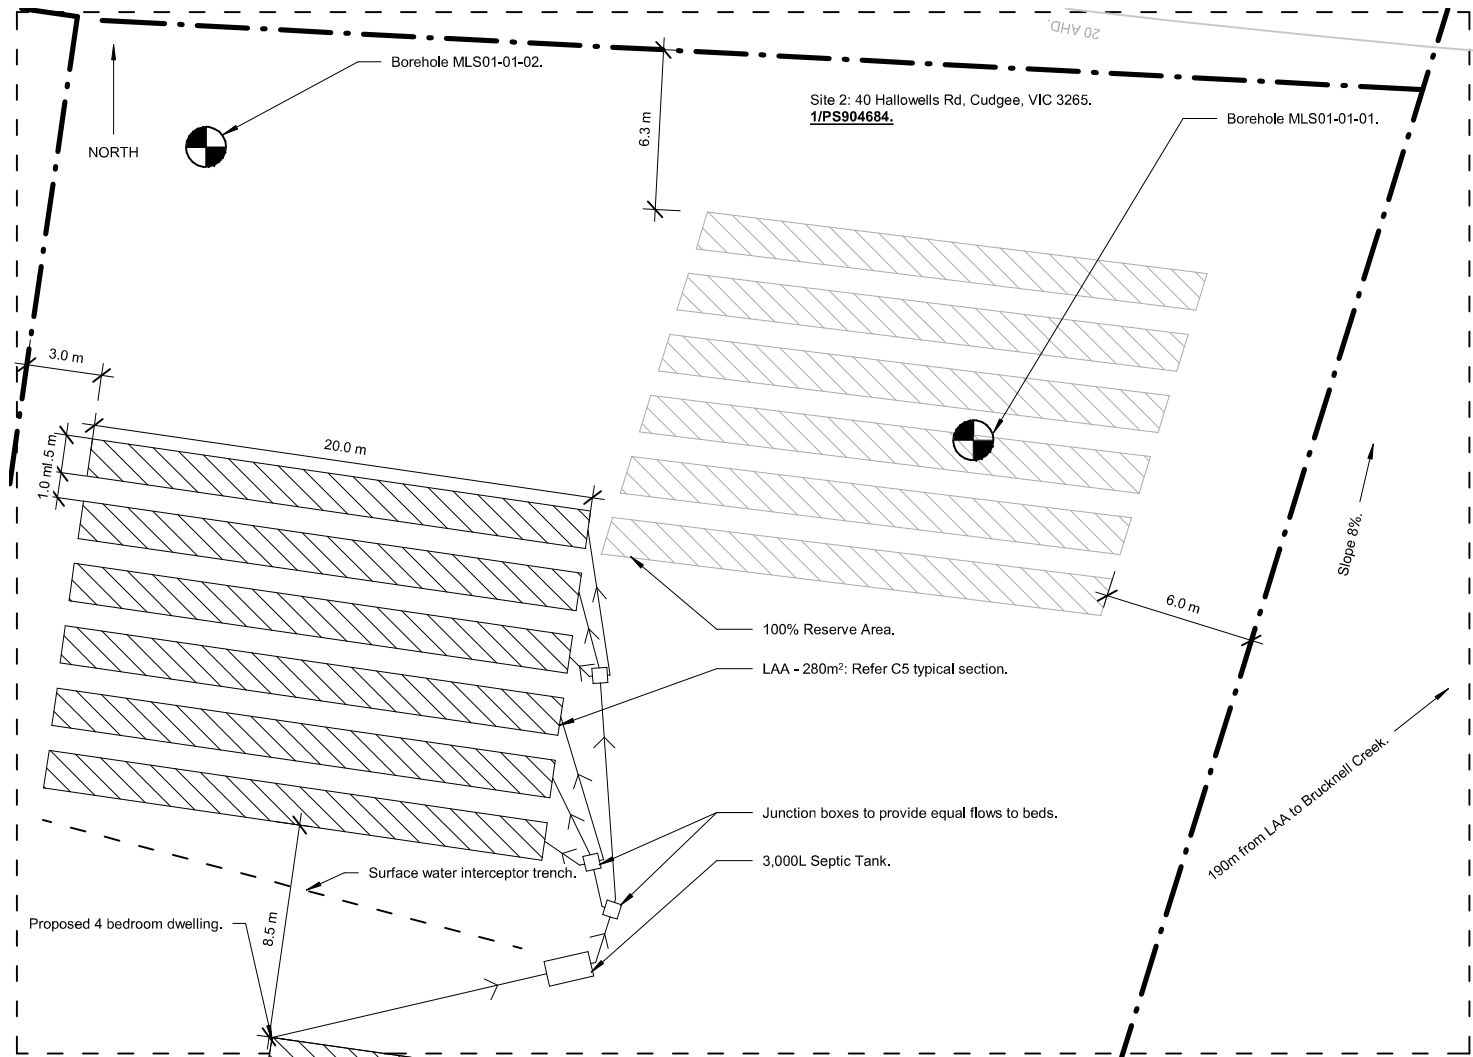 20 AHD.
Borehole MLS01-01-02.
Site 2: 40 Hallowells Rd, Cudgee, VIC 3265.
1/PS904684.
Borehole MLS01-01-01.
6.3 m
NORTH
3.0 m
20.0 m
1.5 m
1.0 m
Slope 8%.
6.0 m
100% Reserve Area.
LAA - 280m²: Refer C5 typical section.
190m from LAA to Brucknell Creek.
Junction boxes to provide equal flows to beds.
3,000L Septic Tank.
Surface water interceptor trench.
Proposed 4 bedroom dwelling.
8.5 m